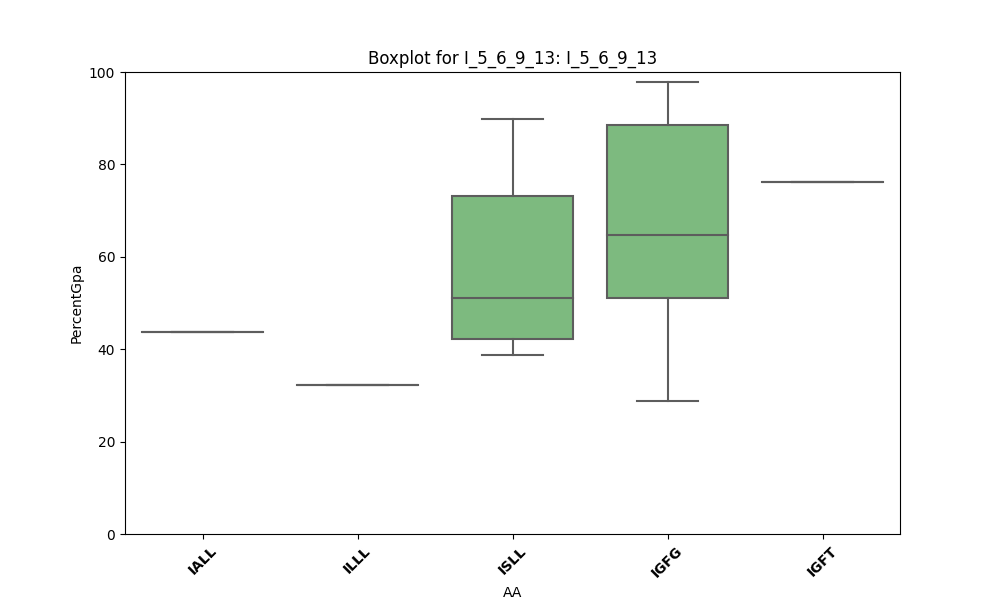 Boxplot for I_5_6_9_13: I_5_6_9_13
100
80
60
40
20
0
PercentGpa
IALL
ILLL
ISLL
IGFG
IGFT
AA